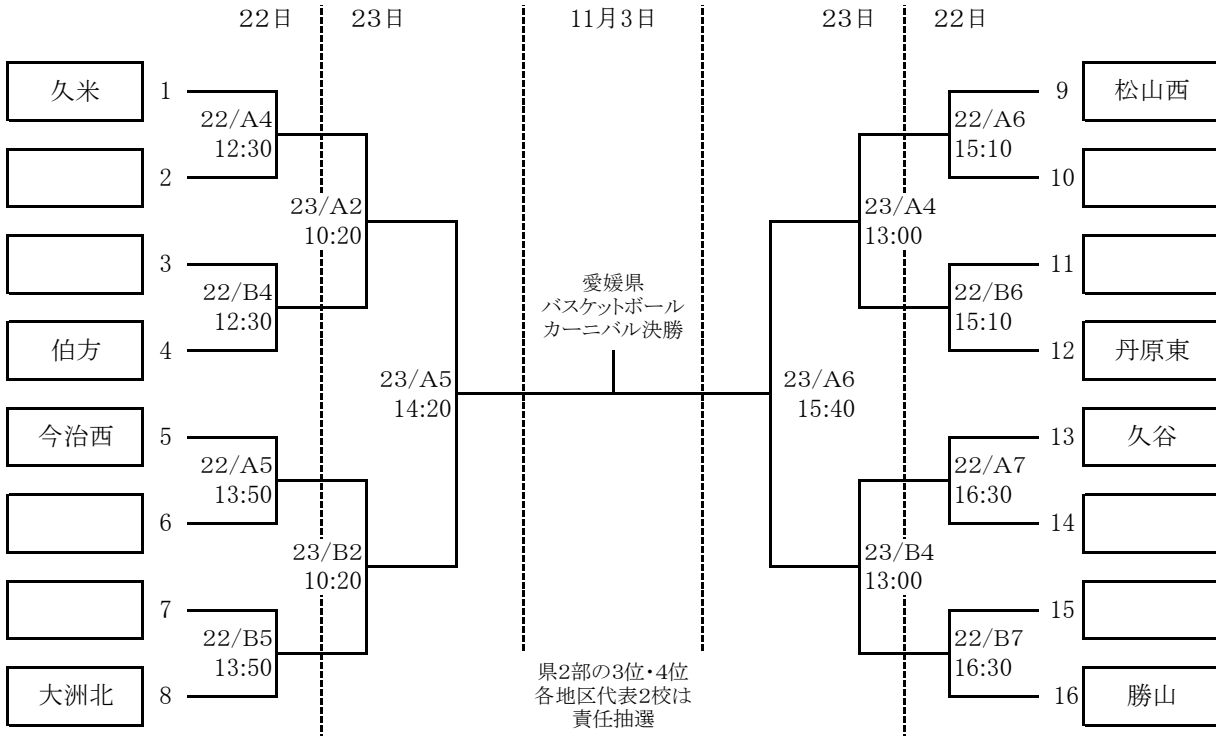 22日
23日
11月3日
23日
22日
久米
1
22/A4
12:30
2
23/A2
10:20
3
22/B4
12:30
伯方
4
23/A5
14:20
今治西
5
22/A5
13:50
6
23/B2
10:20
7
22/B5
13:50
大洲北
8
愛媛県
バスケットボール
カーニバル決勝
県2部の3位・4位
各地区代表2校は
責任抽選
9
松山西
22/A6
15:10
10
23/A4
13:00
11
22/B6
15:10
12
丹原東
23/A6
15:40
13
久谷
22/A7
16:30
14
23/B4
13:00
15
22/B7
16:30
16
勝山